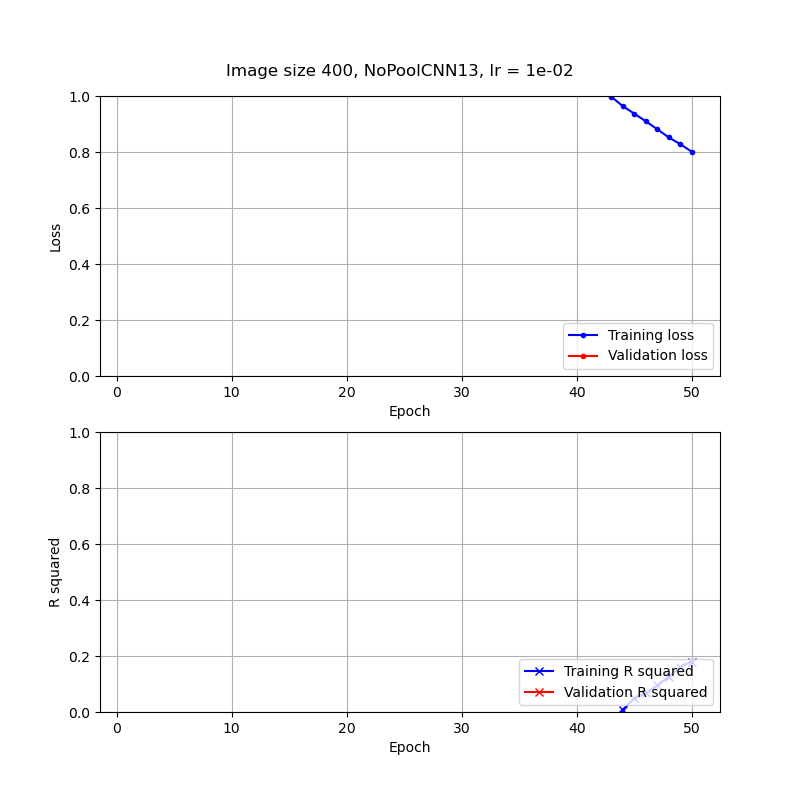 Image size 400, NoPoolCNN13, lr = 1e-02
1.0
0.8
0.6
0.4
0.2
0.0
Loss
Training loss
Validation loss
0 10 20 30 40 50
Epoch
1.0
0.8
0.6
0.4
0.2
0.0
R squared
Training R squared
Validation R squared
0 10 20 30 40 50
Epoch